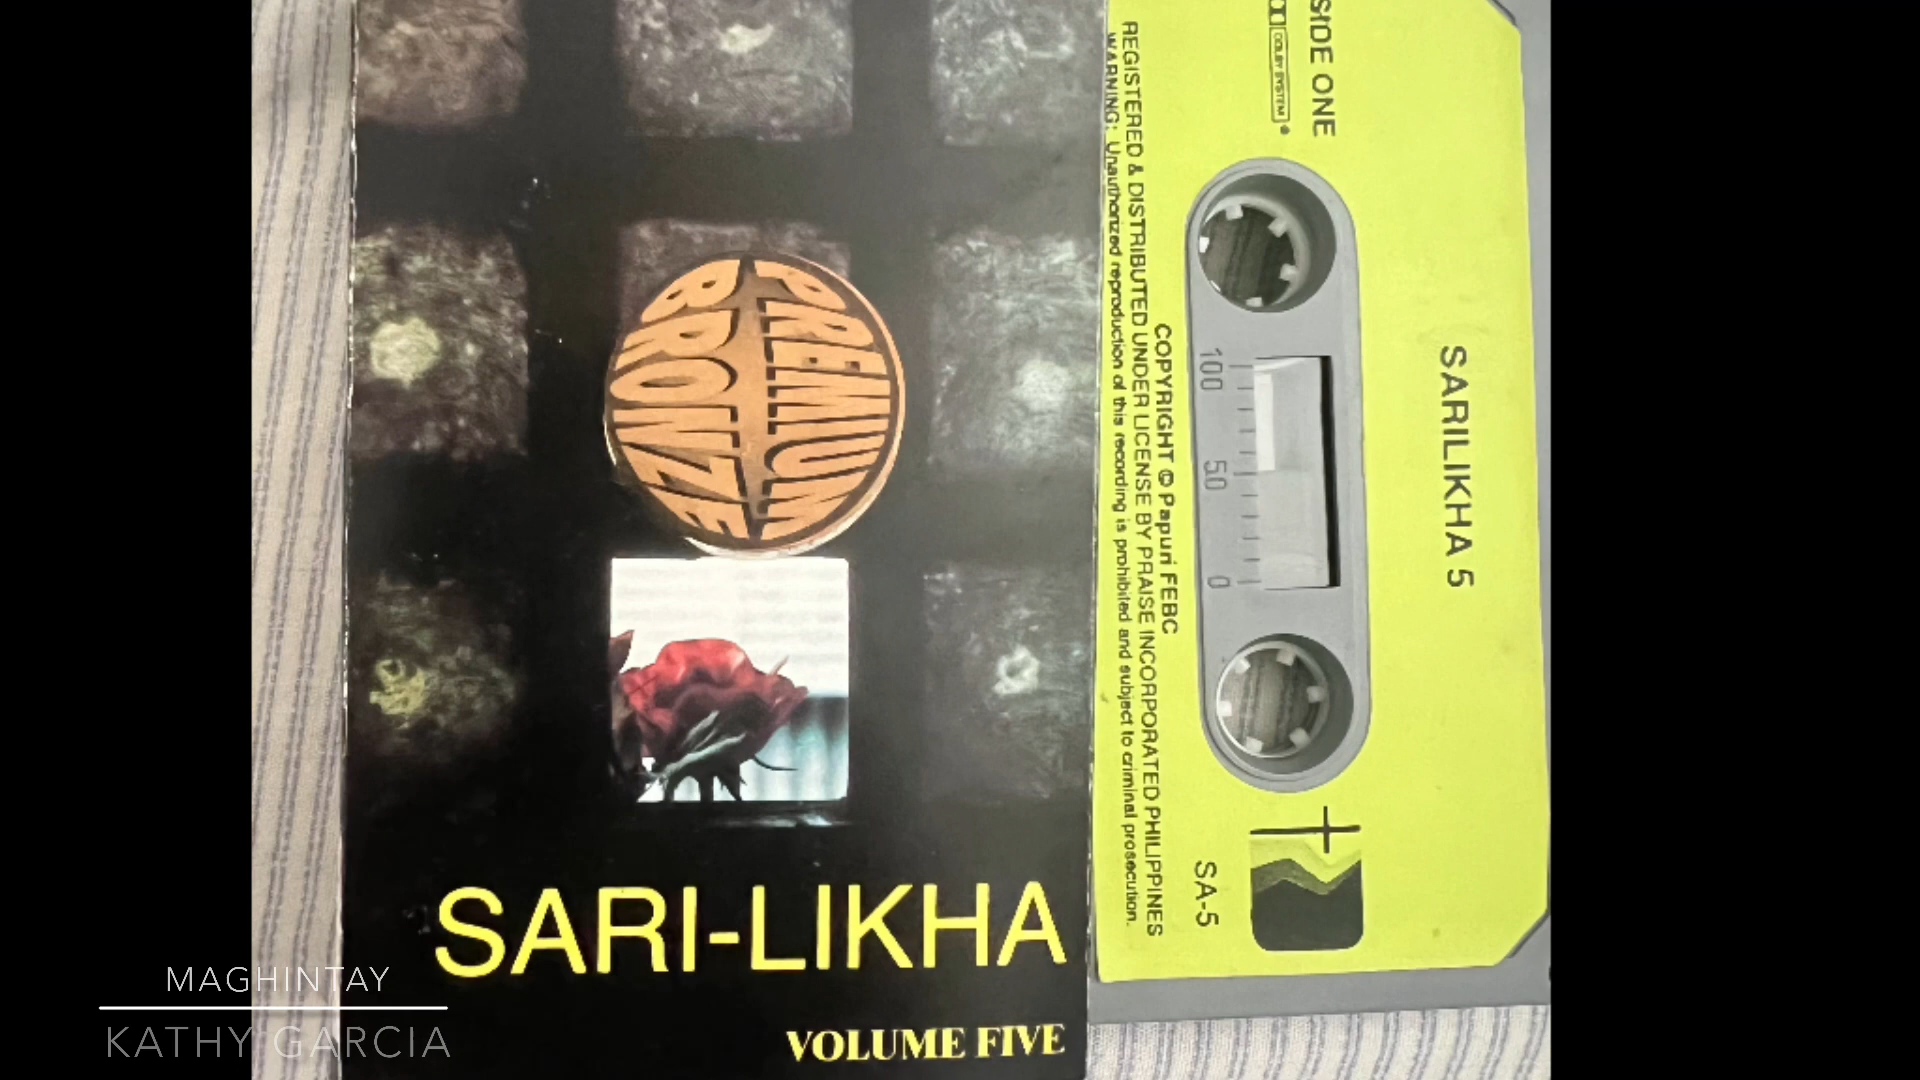 PREMIUM
BRONZE
SARI-LIKHA
VOLUME FIVE
SIDE ONE
DOLBY SYSTEM
SARILIKHA 5
100
50
0
COPYRIGHT © Papuri FEBC
REGISTERED & DISTRIBUTED UNDER LICENSE BY PRAISE INCORPORATED PHILIPPINES
WARNING: Unauthorized reproduction of this recording is prohibited and subject to criminal prosecution.
SA-5
MAGHINTAY
KATHY GARCIA